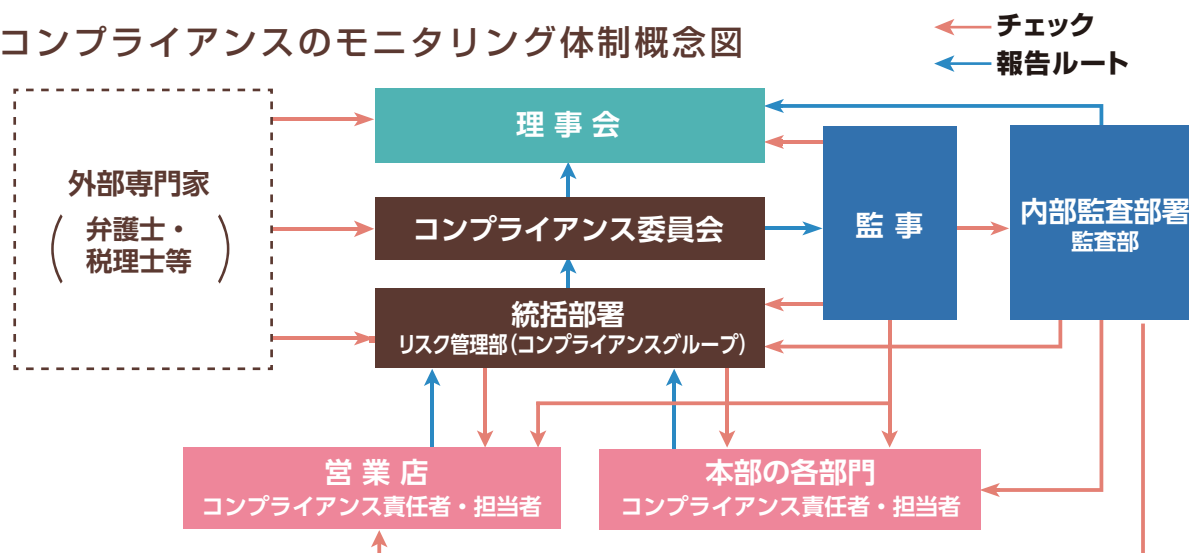 コンプライアンスのモニタリング体制概念図
チェック
報告ルート
外部専門家
(弁護士・
税理士等)
理事会
コンプライアンス委員会
統括部署
リスク管理部(コンプライアンスグループ)
監事
内部監査部署
監査部
営業店
コンプライアンス責任者・担当者
本部の各部門
コンプライアンス責任者・担当者